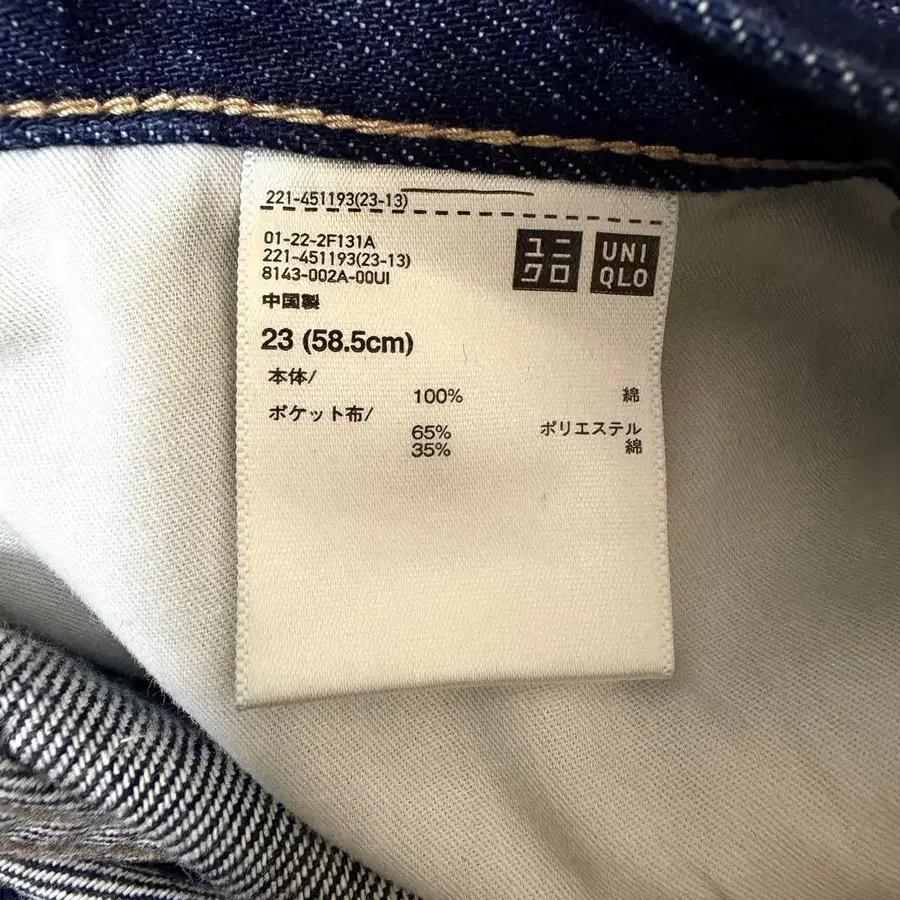 221-451193(23-13)
01-22-2F131A
221-451193(23-13)
8143-002A-00UI
中国製
ユニ
クロ
UNI
QLO
23 (58.5cm)
本体/
100% 綿
ポケット布/
65% ポリエステル
35% 綿